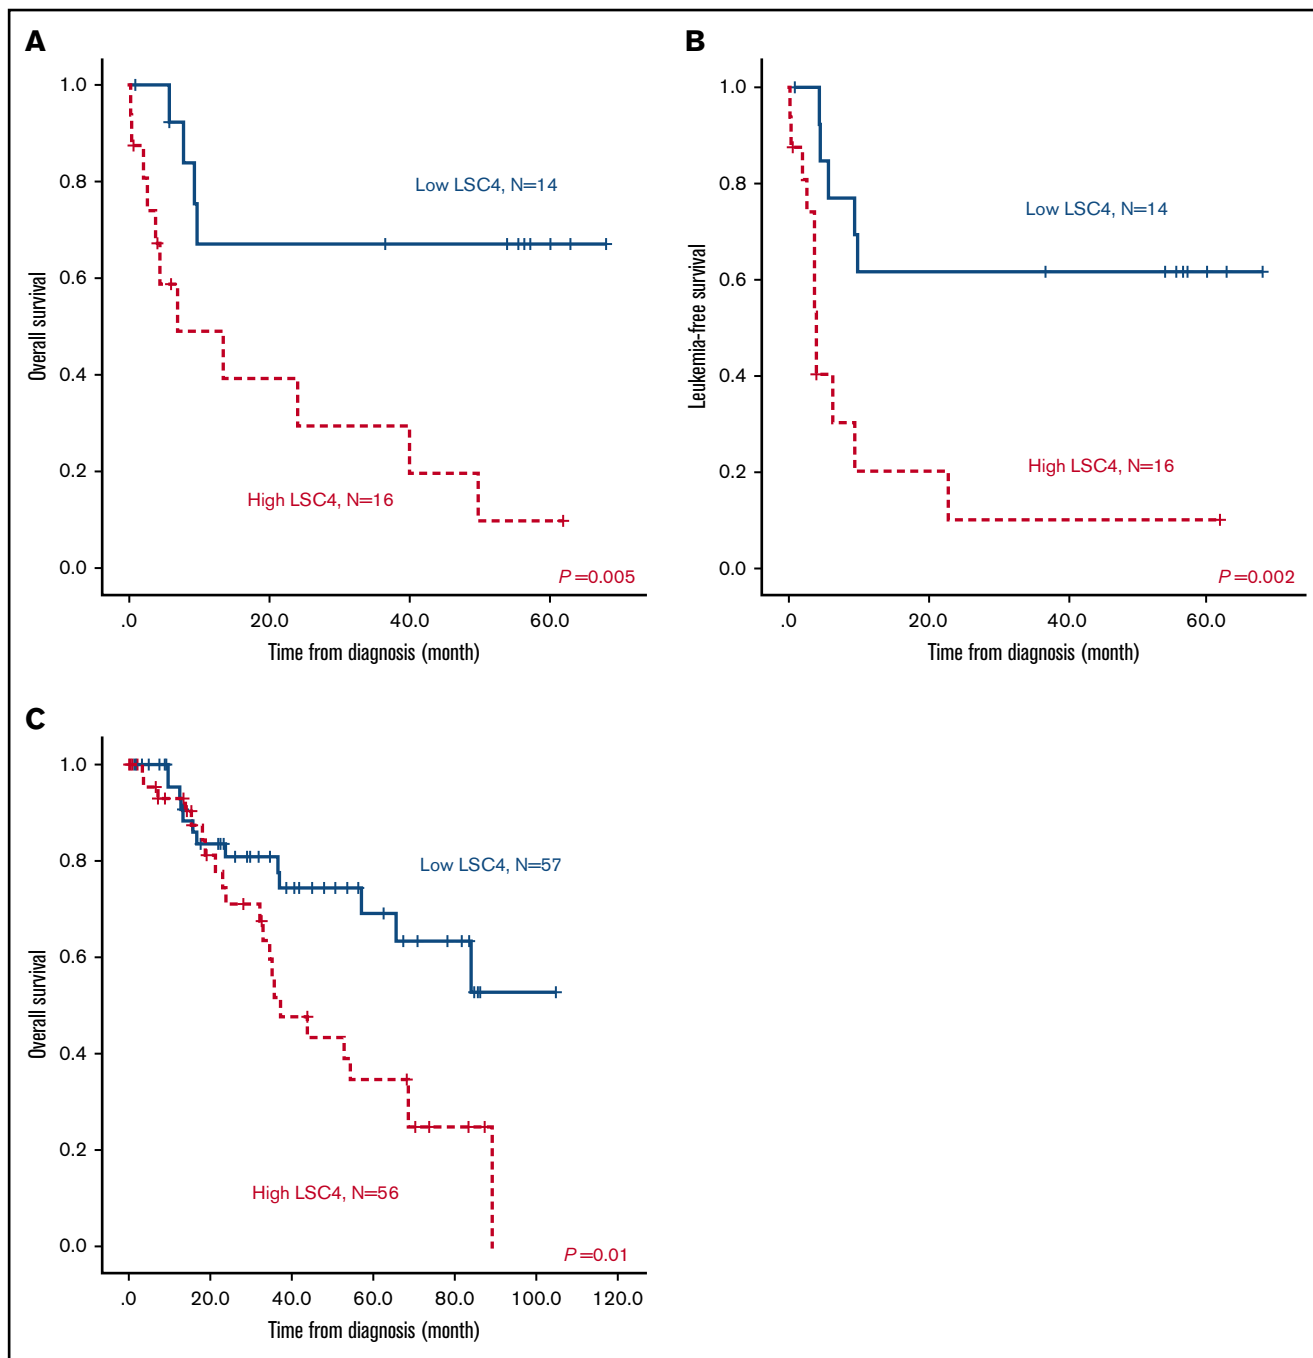 A
1.0
0.8
0.6
0.4
0.2
0.0
Overall survival
Low LSC4, N=14
High LSC4, N=16
P=0.005
.0 20.0 40.0 60.0
Time from diagnosis (month)
B
1.0
0.8
0.6
0.4
0.2
0.0
Leukemia-free survival
Low LSC4, N=14
High LSC4, N=16
P=0.002
.0 20.0 40.0 60.0
Time from diagnosis (month)
C
1.0
0.8
0.6
0.4
0.2
0.0
Overall survival
Low LSC4, N=57
High LSC4, N=56
P=0.01
.0 20.0 40.0 60.0 80.0 100.0 120.0
Time from diagnosis (month)